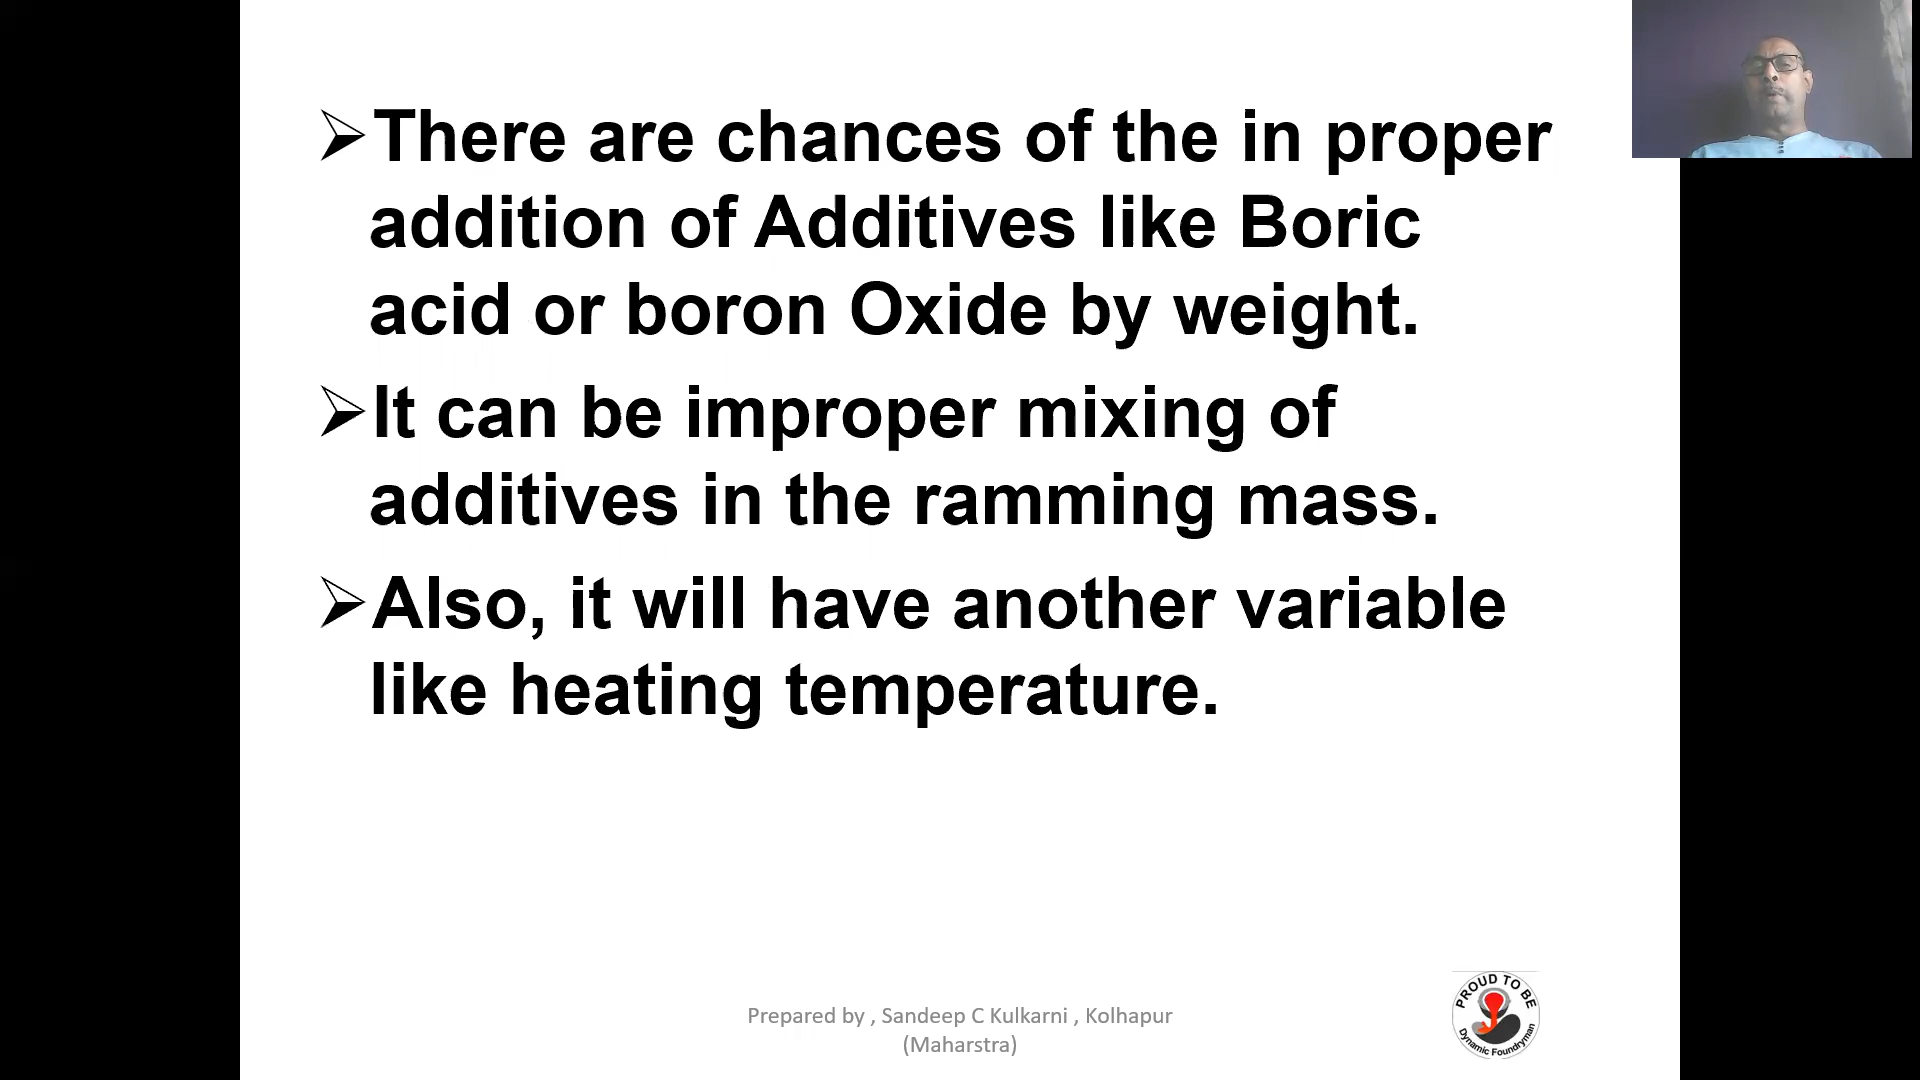 ➢There are chances of the in proper
addition of Additives like Boric
acid or boron Oxide by weight.
➢It can be improper mixing of
additives in the ramming mass.
➢Also, it will have another variable
like heating temperature.
Prepared by , Sandeep C Kulkarni , Kolhapur
(Maharstra)
PROUD TO BE
Dynamic Foundryman